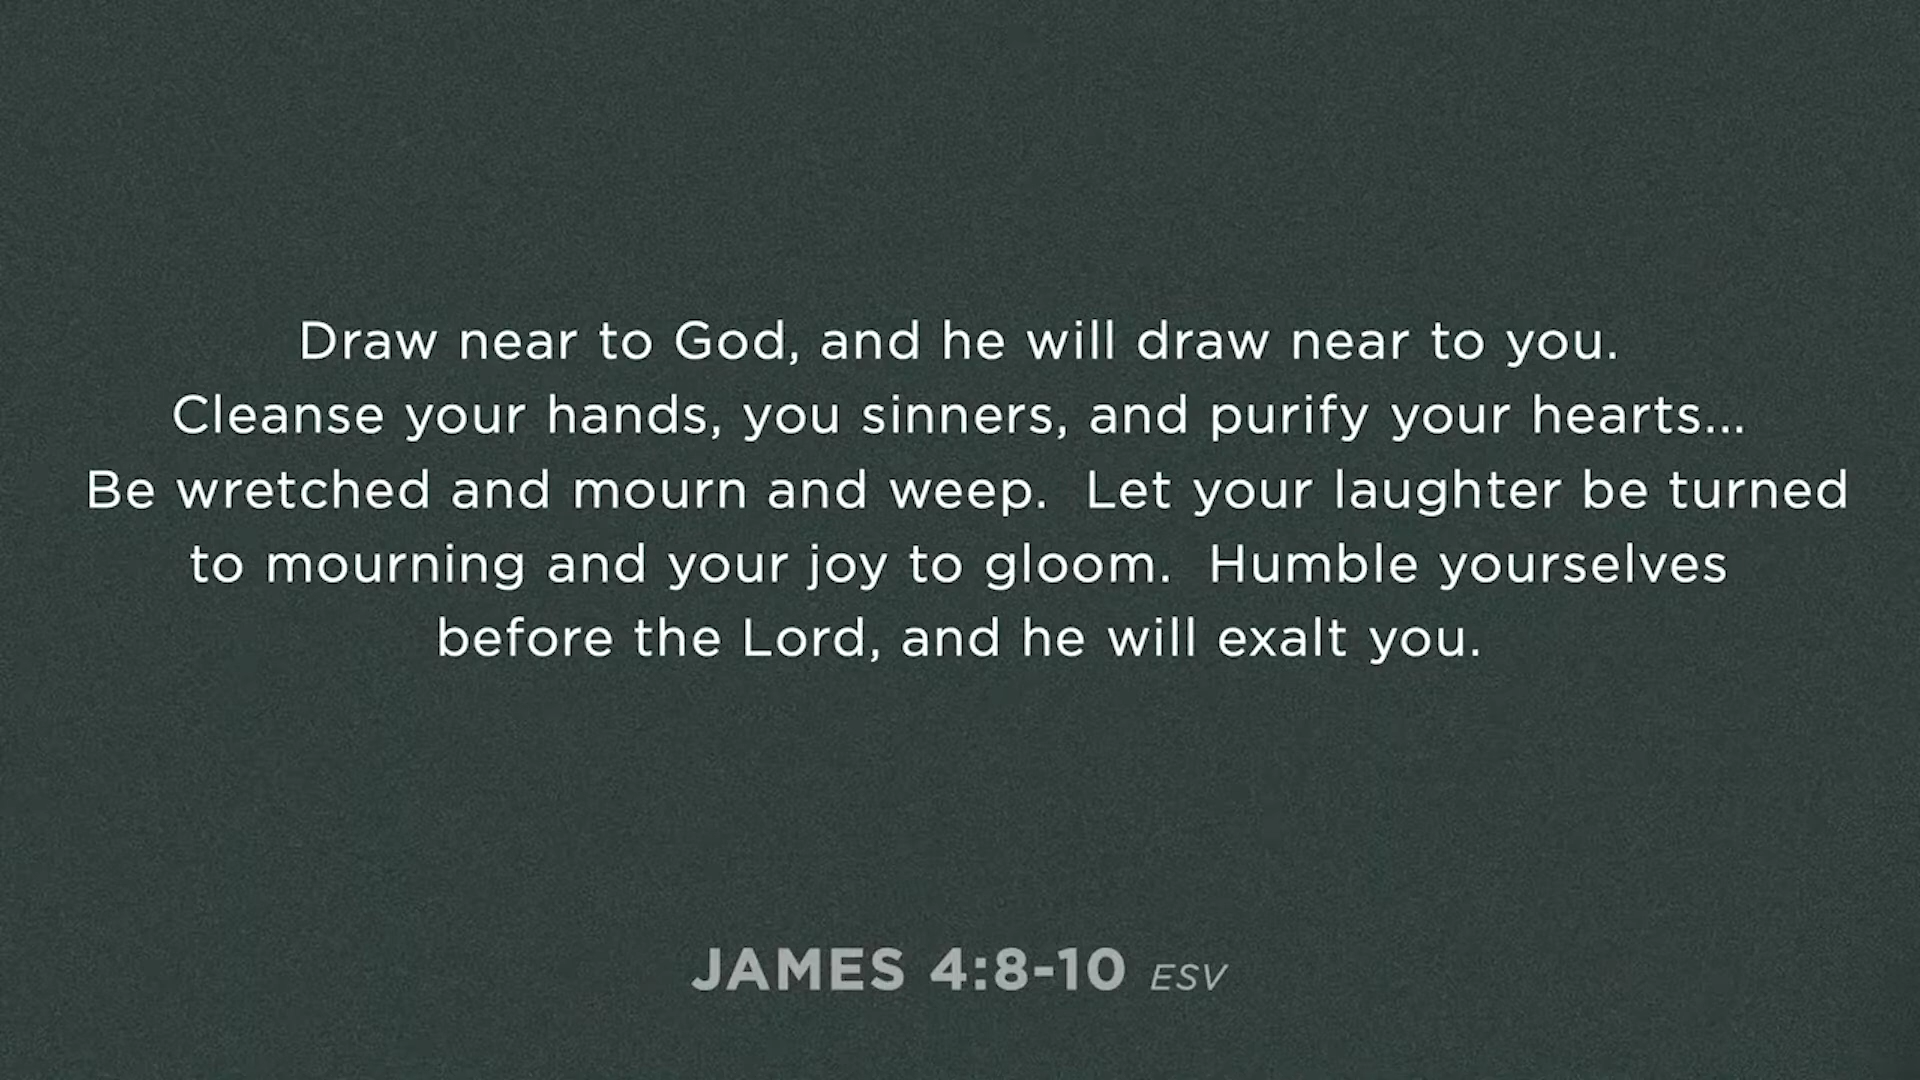 Draw near to God, and he will draw near to you.
Cleanse your hands, you sinners, and purify your hearts...
Be wretched and mourn and weep.  Let your laughter be turned
to mourning and your joy to gloom.  Humble yourselves
before the Lord, and he will exalt you.
JAMES 4:8-10 ESV